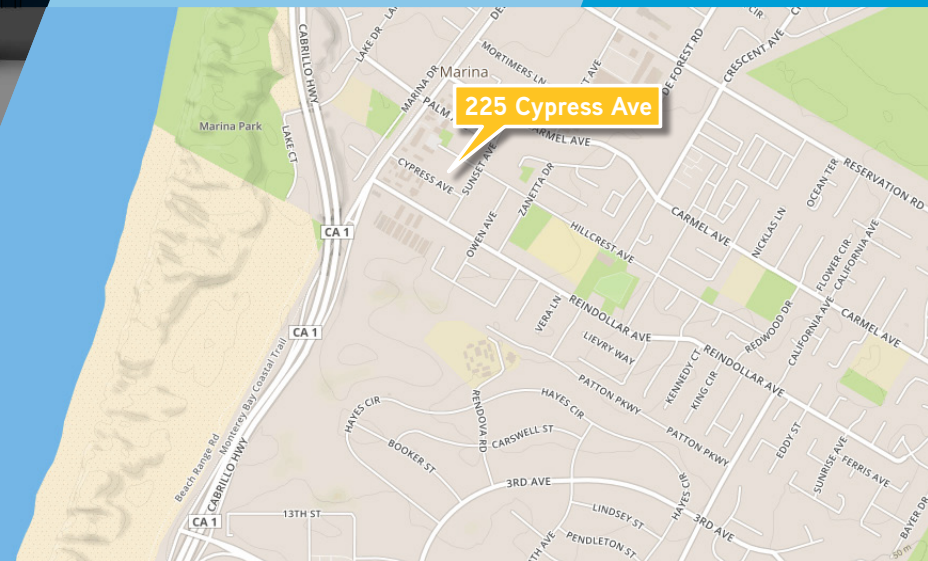 CABRILLO HWY
LAKE DR
MORTIMERS LN
DE FOREST RD
CRESCENT AVE
CIR
Marina
MARINA DR
225 Cypress Ave
Marina Park
LAKE CT
PALM
CARMEL AVE
RESERVATION RD
CYPRESS AVE
SUNSET AVE
ZANETTA DR
OCEAN TER
CARMEL AVE
NICKLAS LN
CA 1
OWEN AVE
HILLCREST AVE
FLOWER CIR
CALIFORNIA AVE
VERA LN
REINDOLLAR AVE
REDWOOD DR
CALIFORNIA AVE
CARMEL AVE
CA 1
LIEVRY WAY
KENNEDY CT
KING CIR
REINDOLLAR AVE
Monterey Bay Coastal Trail
PATTON PKWY
HAYES CIR
RENDOVA RD
HAYES CIR
CARSWELL ST
BOOKER ST
PATTON PKWY
EDDY ST
SUNRISE AVE
FERRIS AVE
Beach Range Rd
CABRILLO HWY
3RD AVE
HAYES CIR
CA 1
13TH ST
LINDSEY ST
3RD AVE
BAYER DR
PENDLETON ST
50 m